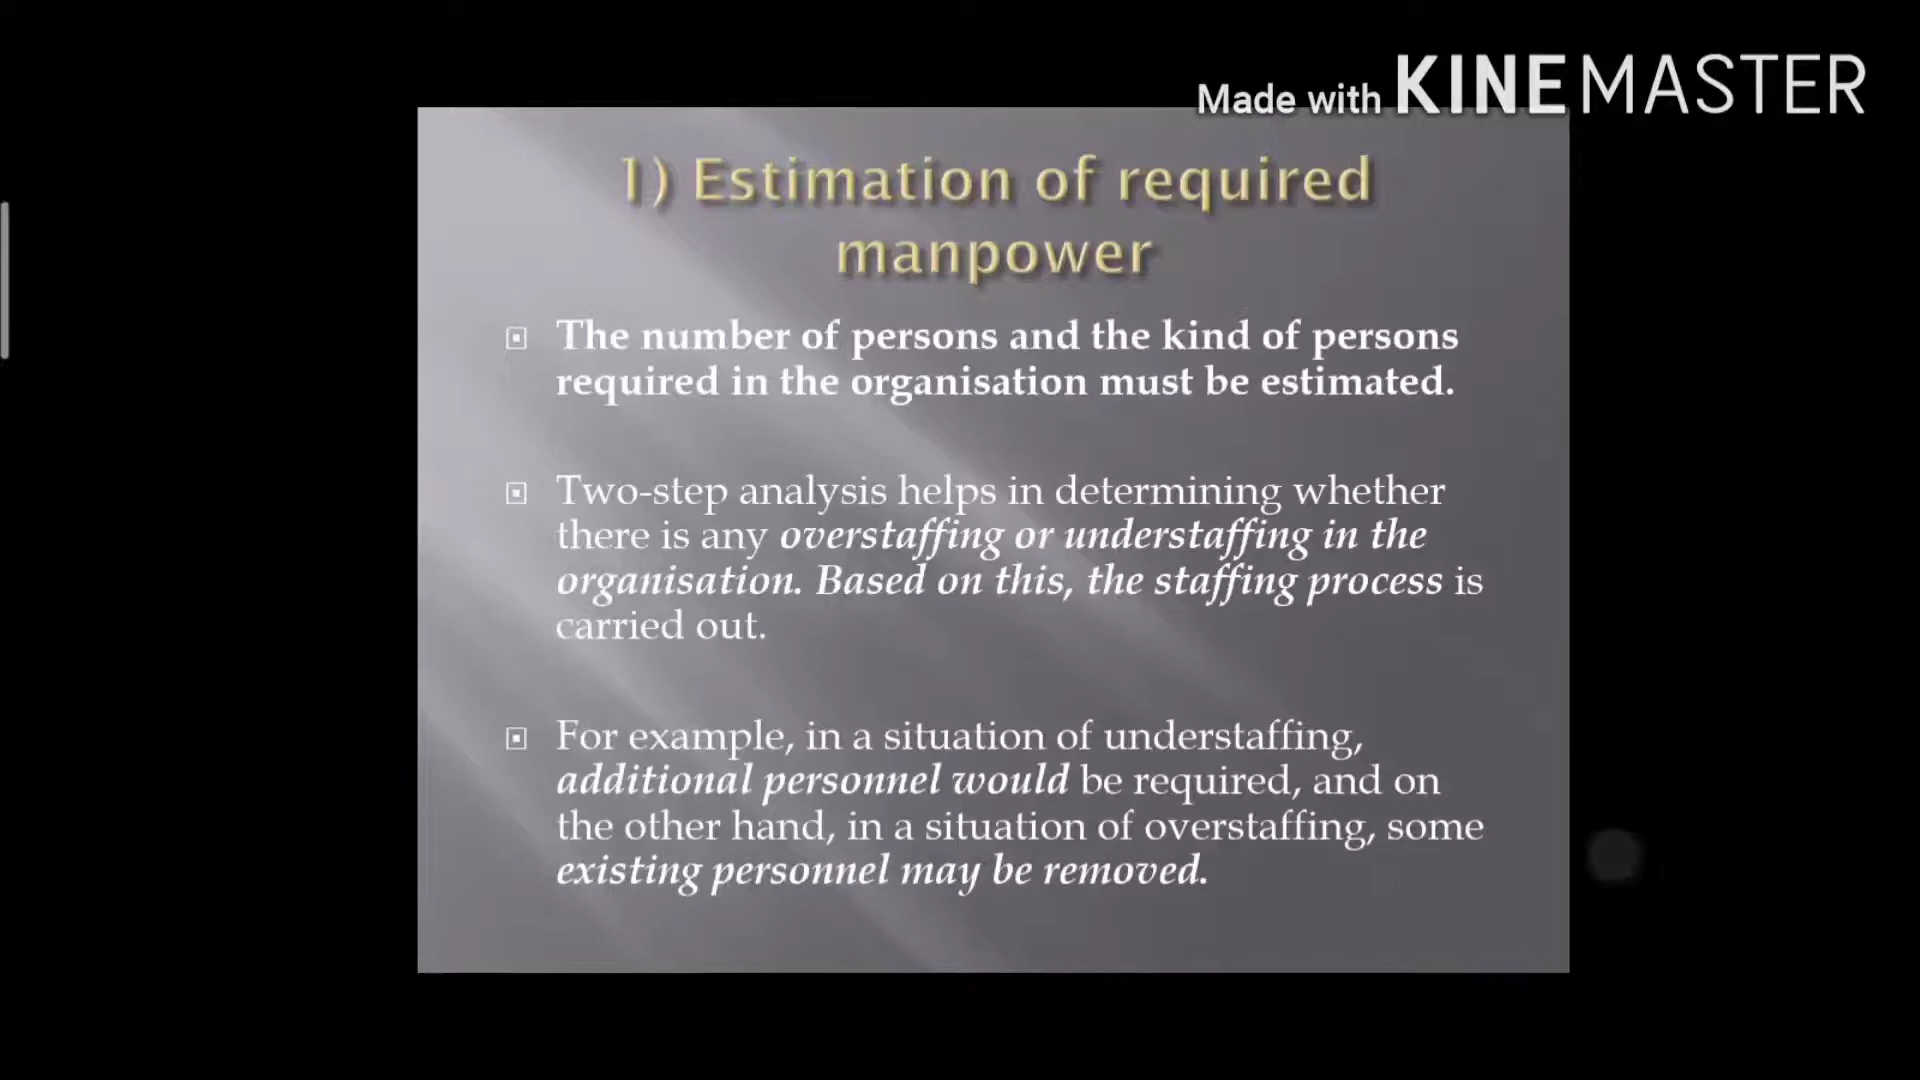 Made with KINEMASTER
1) Estimation of required
manpower
The number of persons and the kind of persons
required in the organisation must be estimated.
Two-step analysis helps in determining whether
there is any overstaffing or understaffing in the
organisation. Based on this, the staffing process is
carried out.
For example, in a situation of understaffing,
additional personnel would be required, and on
the other hand, in a situation of overstaffing, some
existing personnel may be removed.